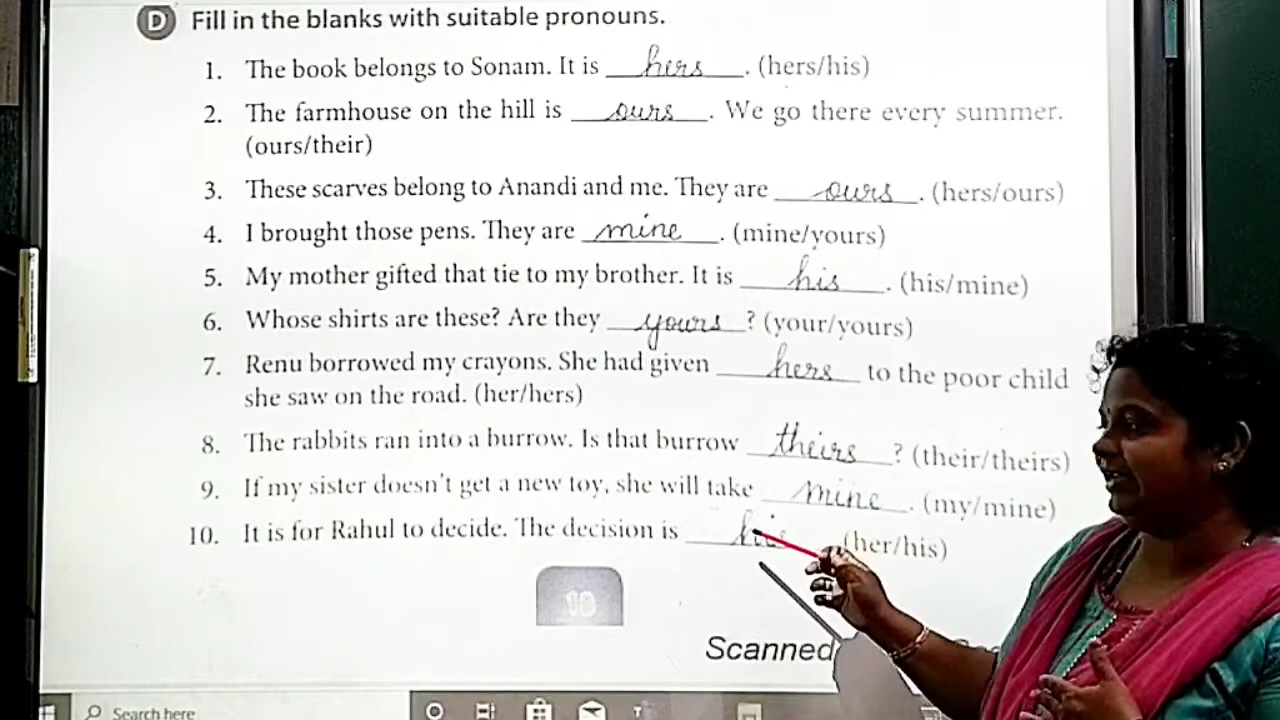 D Fill in the blanks with suitable pronouns.
1. The book belongs to Sonam. It is hers. (hers/his)
2. The farmhouse on the hill is ours. We go there every summer.
(ours/their)
3. These scarves belong to Anandi and me. They are ours. (hers/ours)
4. I brought those pens. They are mine. (mine/yours)
5. My mother gifted that tie to my brother. It is his. (his/mine)
6. Whose shirts are these? Are they yours? (your/yours)
7. Renu borrowed my crayons. She had given hers to the poor child
she saw on the road. (her/hers)
8. The rabbits ran into a burrow. Is that burrow theirs? (their/theirs)
9. If my sister doesn't get a new toy, she will take mine. (my/mine)
10. It is for Rahul to decide. The decision is his (her/his)
10
Scanned
Search here